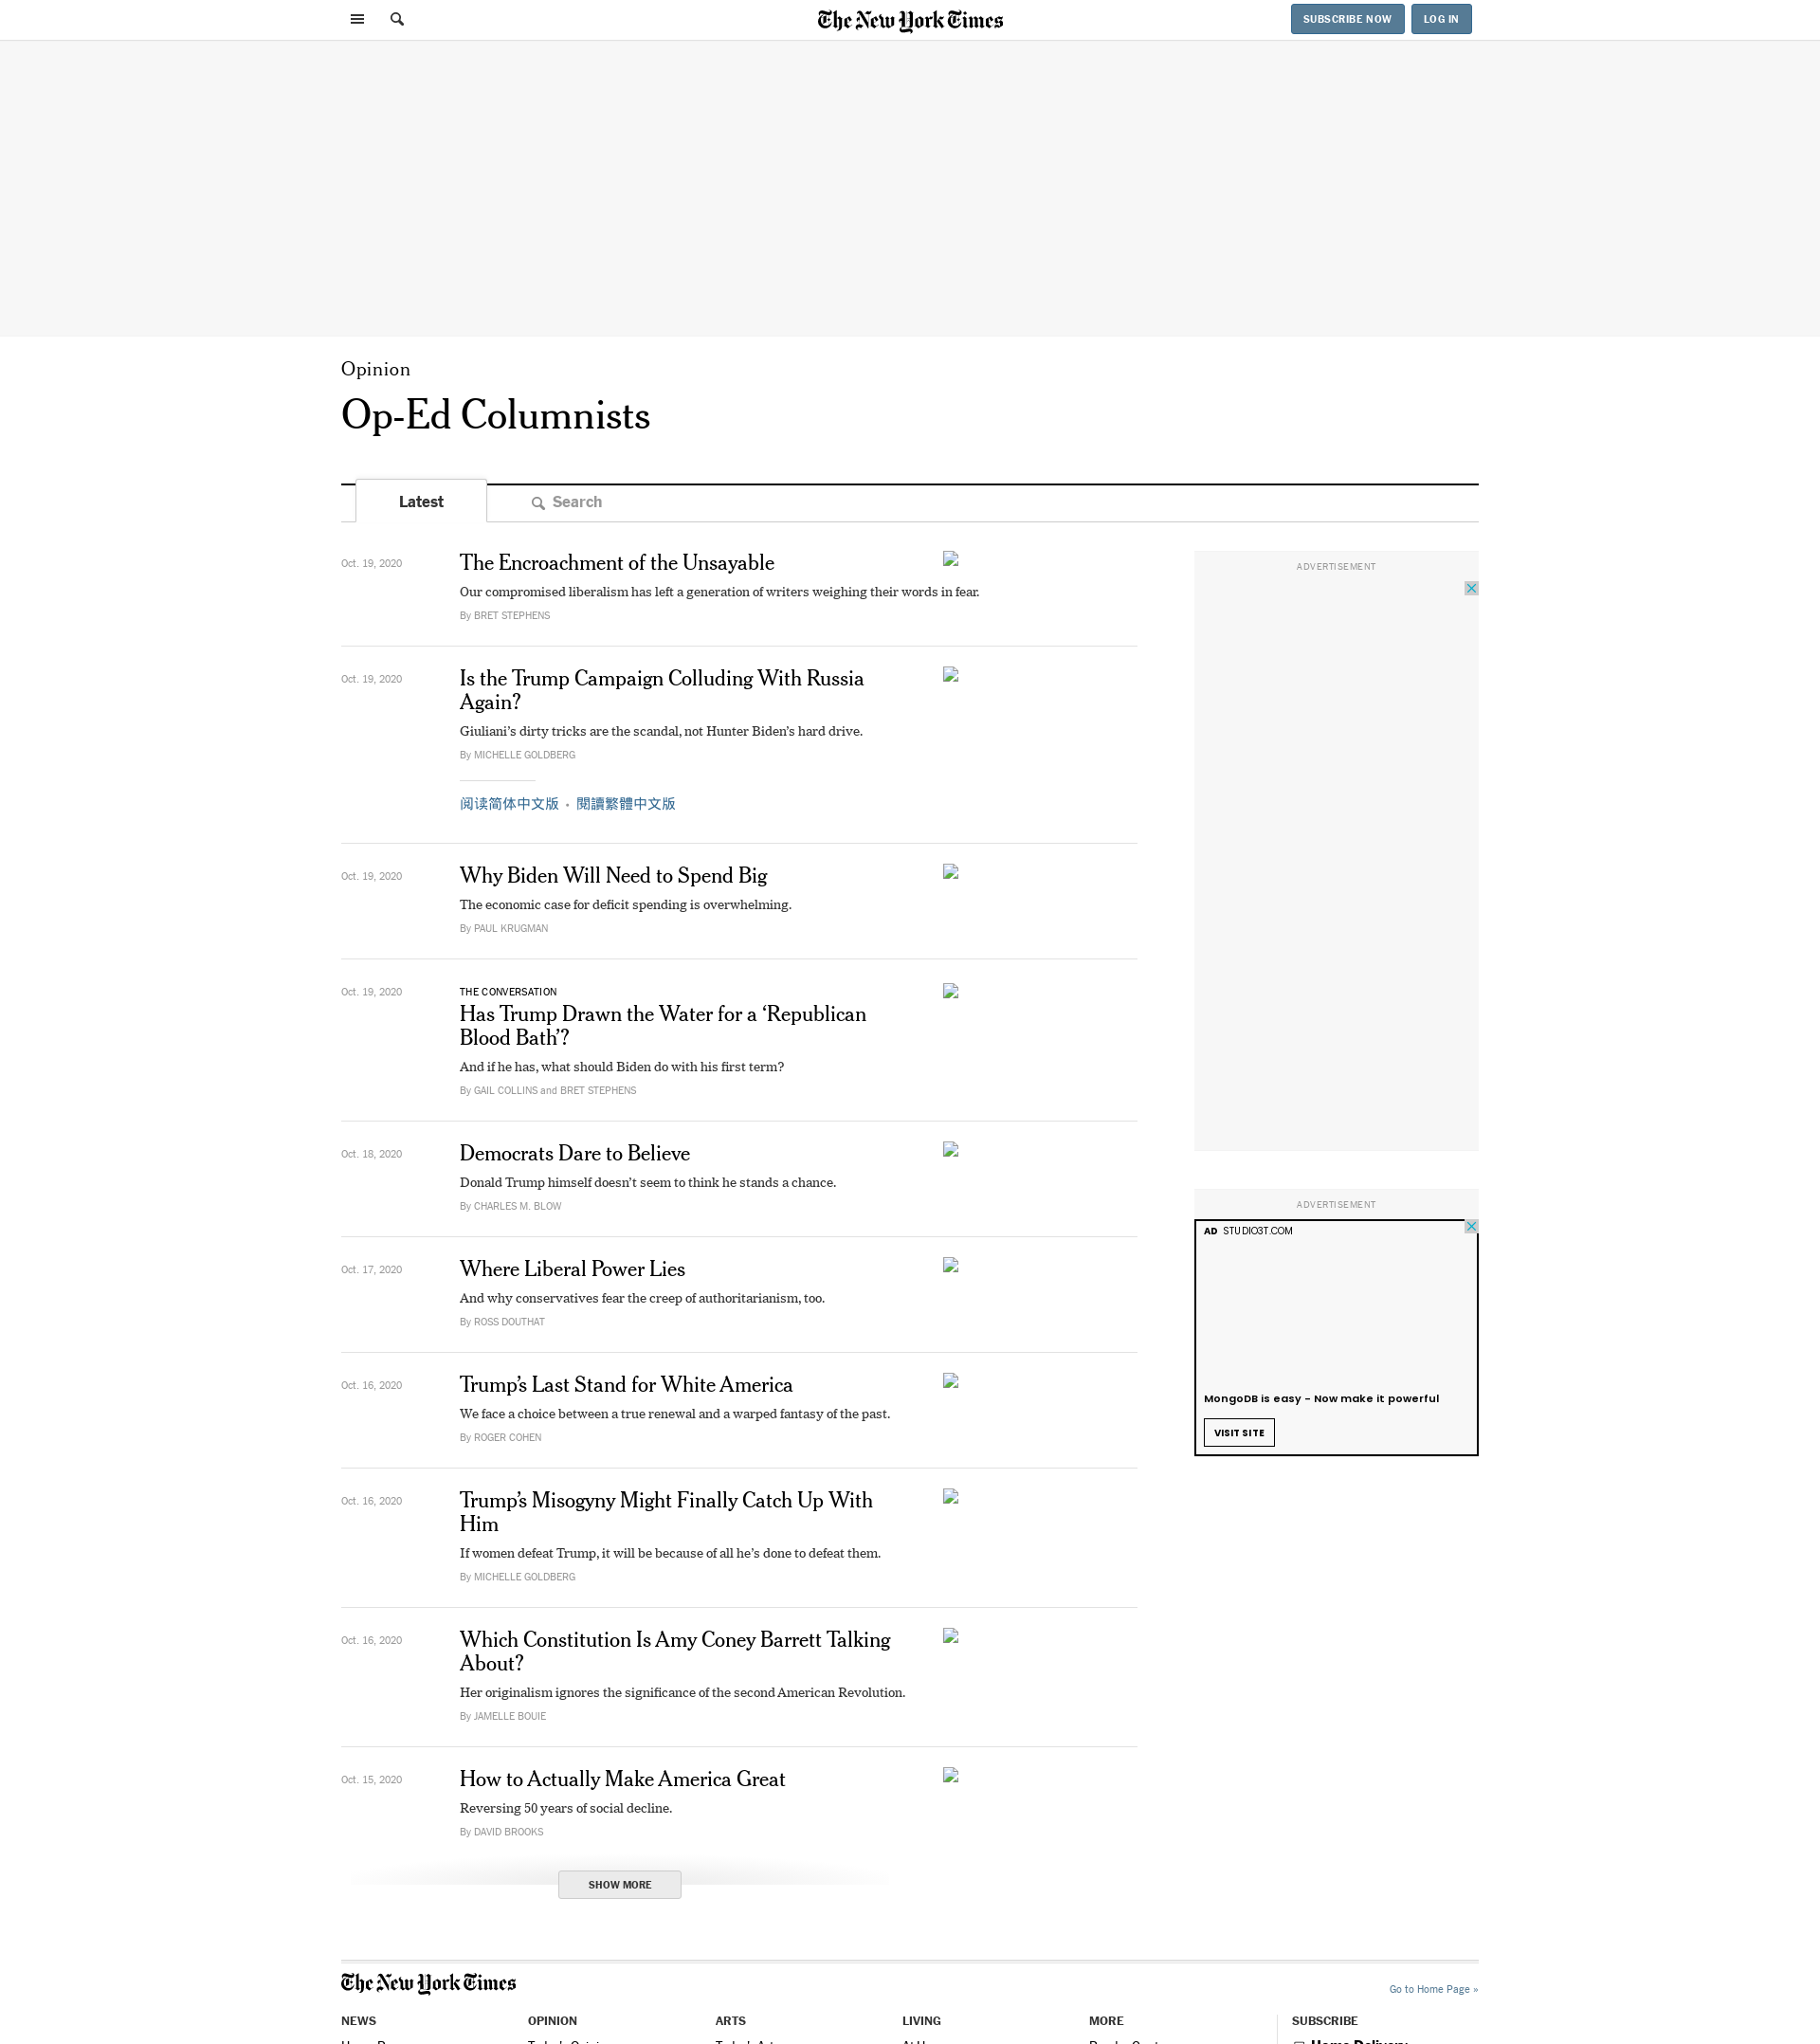 The New York Times
SUBSCRIBE NOW
LOG IN
Opinion
Op-Ed Columnists
Latest
Search
Oct. 19, 2020
The Encroachment of the Unsayable
Our compromised liberalism has left a generation of writers weighing their words in fear.
By BRET STEPHENS
Oct. 19, 2020
Is the Trump Campaign Colluding With Russia
Again?
Giuliani’s dirty tricks are the scandal, not Hunter Biden’s hard drive.
By MICHELLE GOLDBERG
阅读简体中文版 • 閱讀繁體中文版
Oct. 19, 2020
Why Biden Will Need to Spend Big
The economic case for deficit spending is overwhelming.
By PAUL KRUGMAN
Oct. 19, 2020
THE CONVERSATION
Has Trump Drawn the Water for a ‘Republican
Blood Bath’?
And if he has, what should Biden do with his first term?
By GAIL COLLINS and BRET STEPHENS
Oct. 18, 2020
Democrats Dare to Believe
Donald Trump himself doesn’t seem to think he stands a chance.
By CHARLES M. BLOW
Oct. 17, 2020
Where Liberal Power Lies
And why conservatives fear the creep of authoritarianism, too.
By ROSS DOUTHAT
Oct. 16, 2020
Trump’s Last Stand for White America
We face a choice between a true renewal and a warped fantasy of the past.
By ROGER COHEN
Oct. 16, 2020
Trump’s Misogyny Might Finally Catch Up With
Him
If women defeat Trump, it will be because of all he’s done to defeat them.
By MICHELLE GOLDBERG
Oct. 16, 2020
Which Constitution Is Amy Coney Barrett Talking
About?
Her originalism ignores the significance of the second American Revolution.
By JAMELLE BOUIE
Oct. 15, 2020
How to Actually Make America Great
Reversing 50 years of social decline.
By DAVID BROOKS
SHOW MORE
ADVERTISEMENT
ADVERTISEMENT
AD STUDIO3T.COM
MongoDB is easy - Now make it powerful
VISIT SITE
The New York Times
Go to Home Page »
NEWS
OPINION
ARTS
LIVING
MORE
SUBSCRIBE